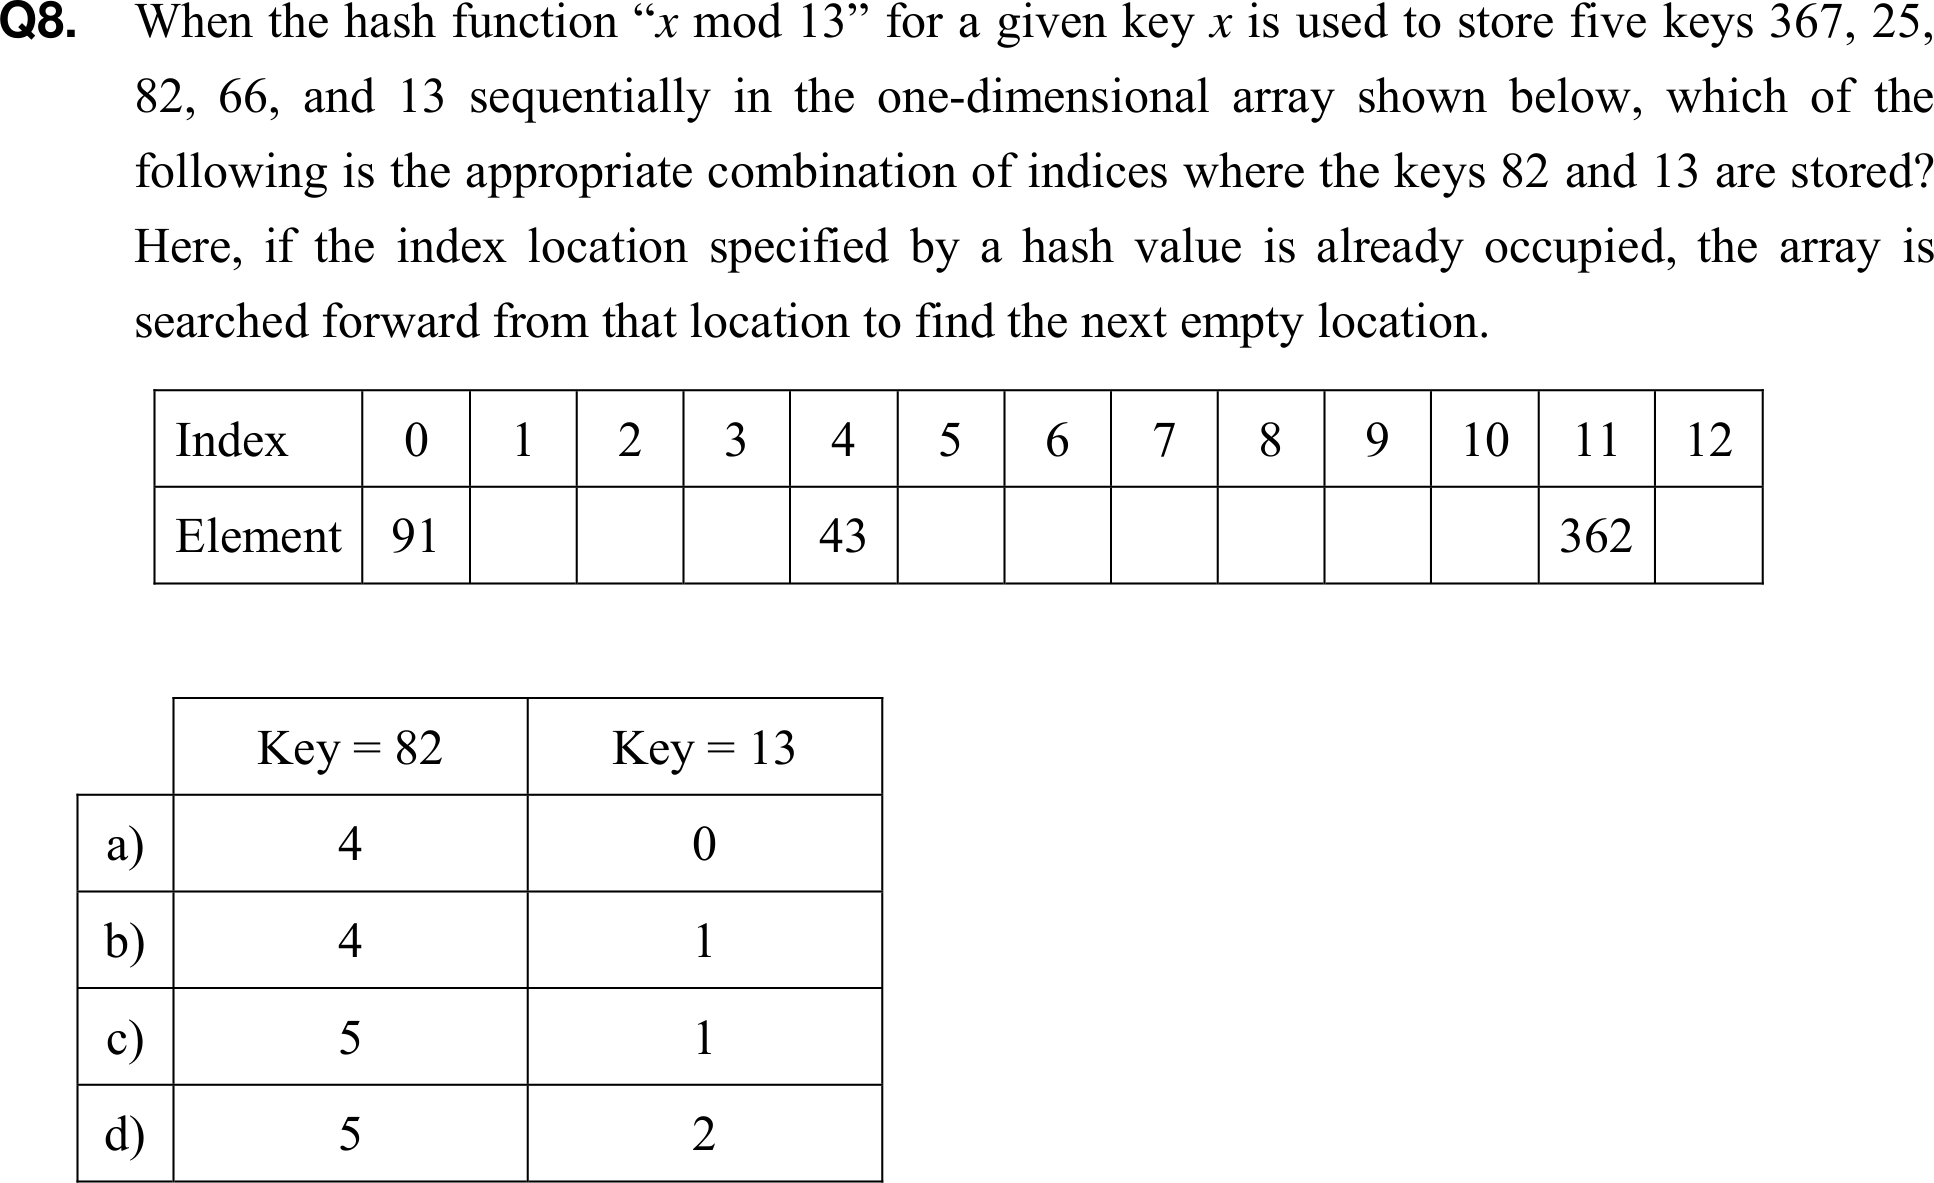 Q8. When the hash function “x mod 13” for a given key x is used to store five keys 367, 25,
82, 66, and 13 sequentially in the one-dimensional array shown below, which of the
following is the appropriate combination of indices where the keys 82 and 13 are stored?
Here, if the index location specified by a hash value is already occupied, the array is
searched forward from that location to find the next empty location.
Index 0 1 2 3 4 5 6 7 8 9 10 11 12
Element 91 43 362
Key = 82 Key = 13
a) 4 0
b) 4 1
c) 5 1
d) 5 2